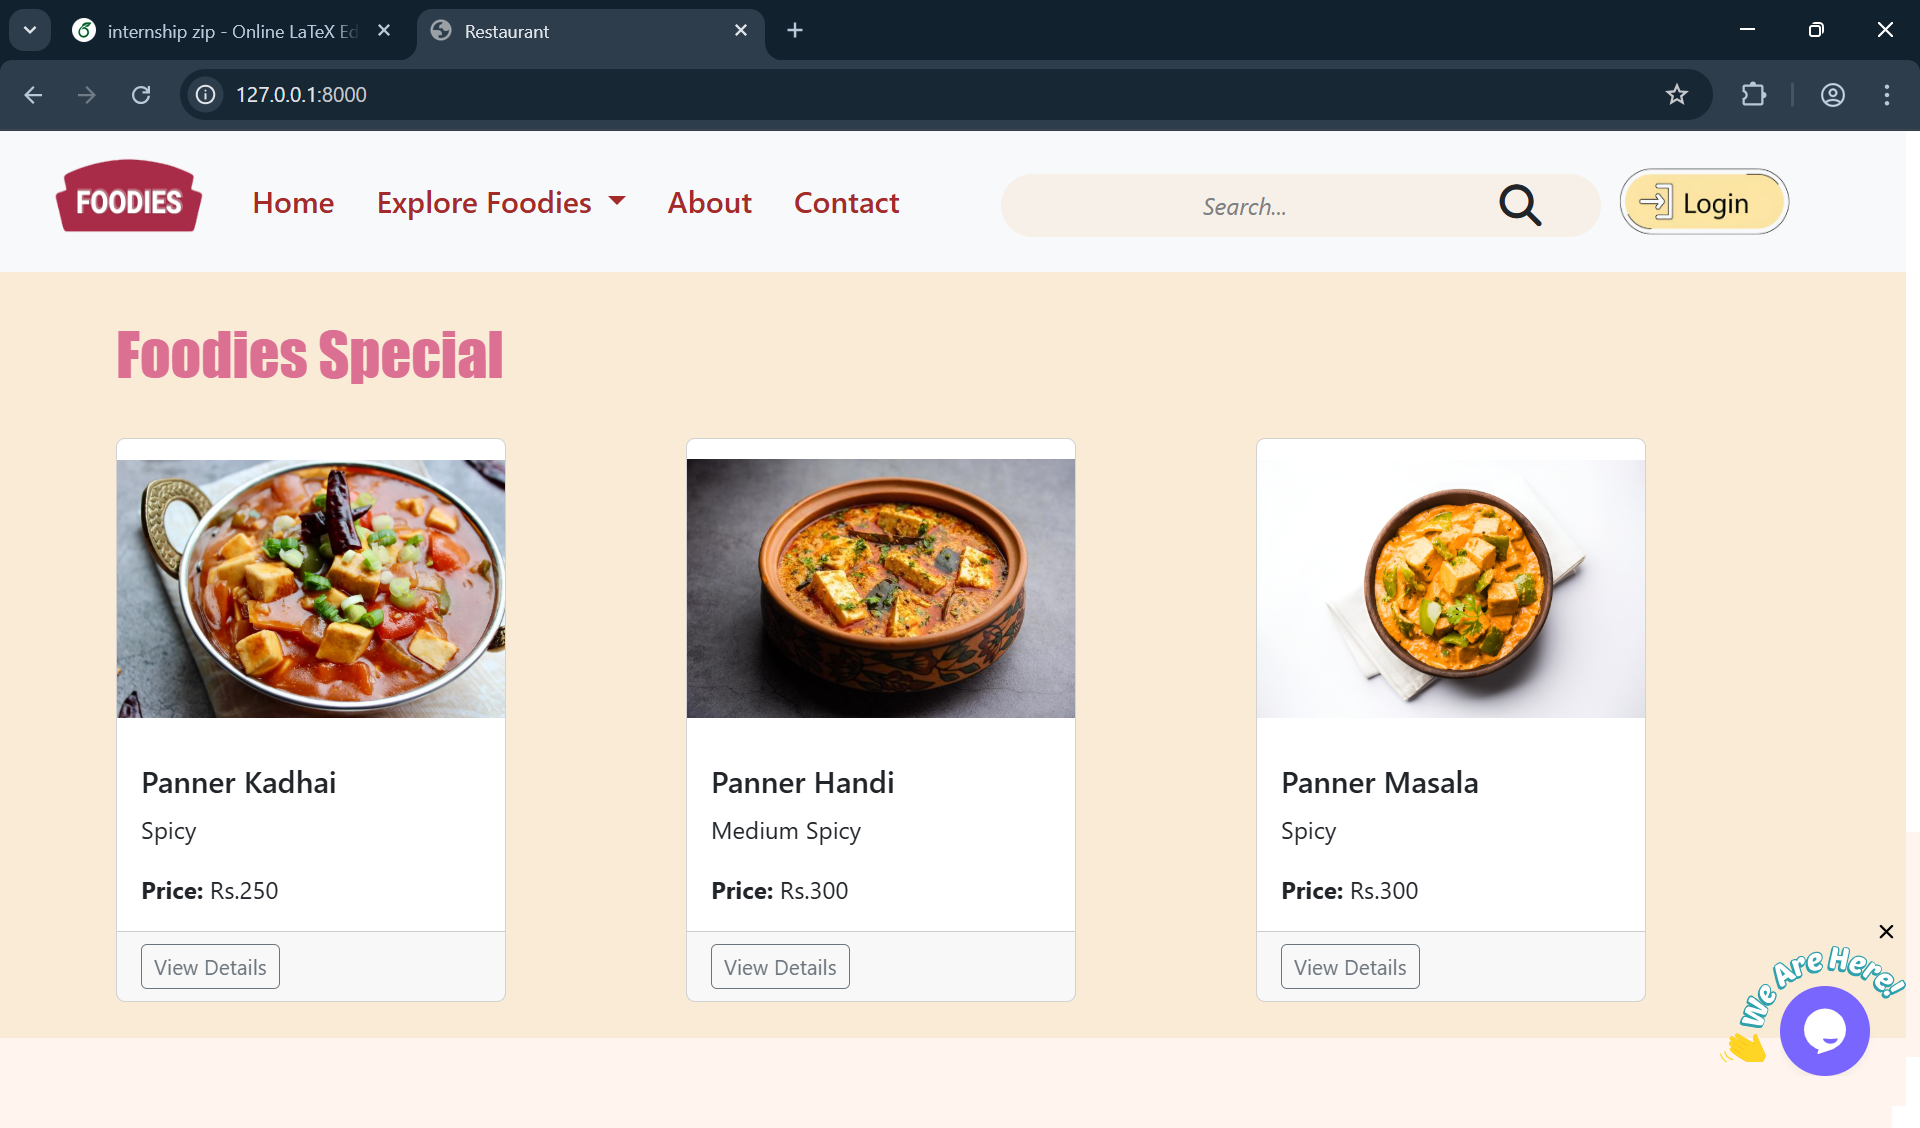 internship zip - Online LaTeX Ed
Restaurant
127.0.0.1:8000
FOODIES
Home
Explore Foodies
About
Contact
Search...
Login
Foodies Special
Panner Kadhai
Spicy
Price: Rs.250
View Details
Panner Handi
Medium Spicy
Price: Rs.300
View Details
Panner Masala
Spicy
Price: Rs.300
View Details
We Are Here!